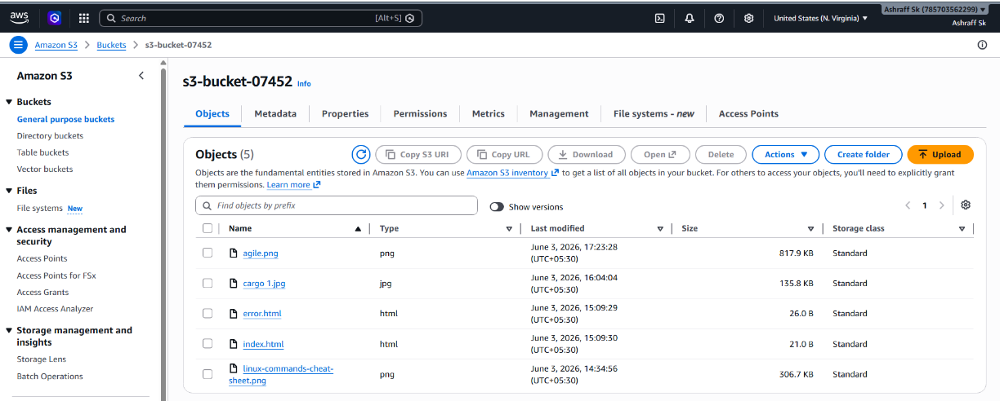 aws
Search [Alt+S]
United States (N. Virginia)
Ashraff Sk (785703562299)
Ashraff Sk
Amazon S3 > Buckets > s3-bucket-07452
Amazon S3
Buckets
General purpose buckets
Directory buckets
Table buckets
Vector buckets
Files
File systems New
Access management and
security
Access Points
Access Points for FSx
Access Grants
IAM Access Analyzer
Storage management and
insights
Storage Lens
Batch Operations
s3-bucket-07452 Info
Objects Metadata Properties Permissions Metrics Management File systems - new Access Points
Objects (5) Copy S3 URI Copy URL Download Open Delete Actions Create folder Upload
Objects are the fundamental entities stored in Amazon S3. You can use Amazon S3 inventory to get a list of all objects in your bucket. For others to access your objects, you'll need to explicitly grant
them permissions. Learn more
Find objects by prefix Show versions 1
Name Type Last modified Size Storage class
agile.png png June 3, 2026, 17:23:28 (UTC+05:30) 817.9 KB Standard
cargo 1.jpg jpg June 3, 2026, 16:04:04 (UTC+05:30) 135.8 KB Standard
error.html html June 3, 2026, 15:09:29 (UTC+05:30) 26.0 B Standard
index.html html June 3, 2026, 15:09:30 (UTC+05:30) 21.0 B Standard
linux-commands-cheat-sheet.png png June 3, 2026, 14:34:56 (UTC+05:30) 306.7 KB Standard